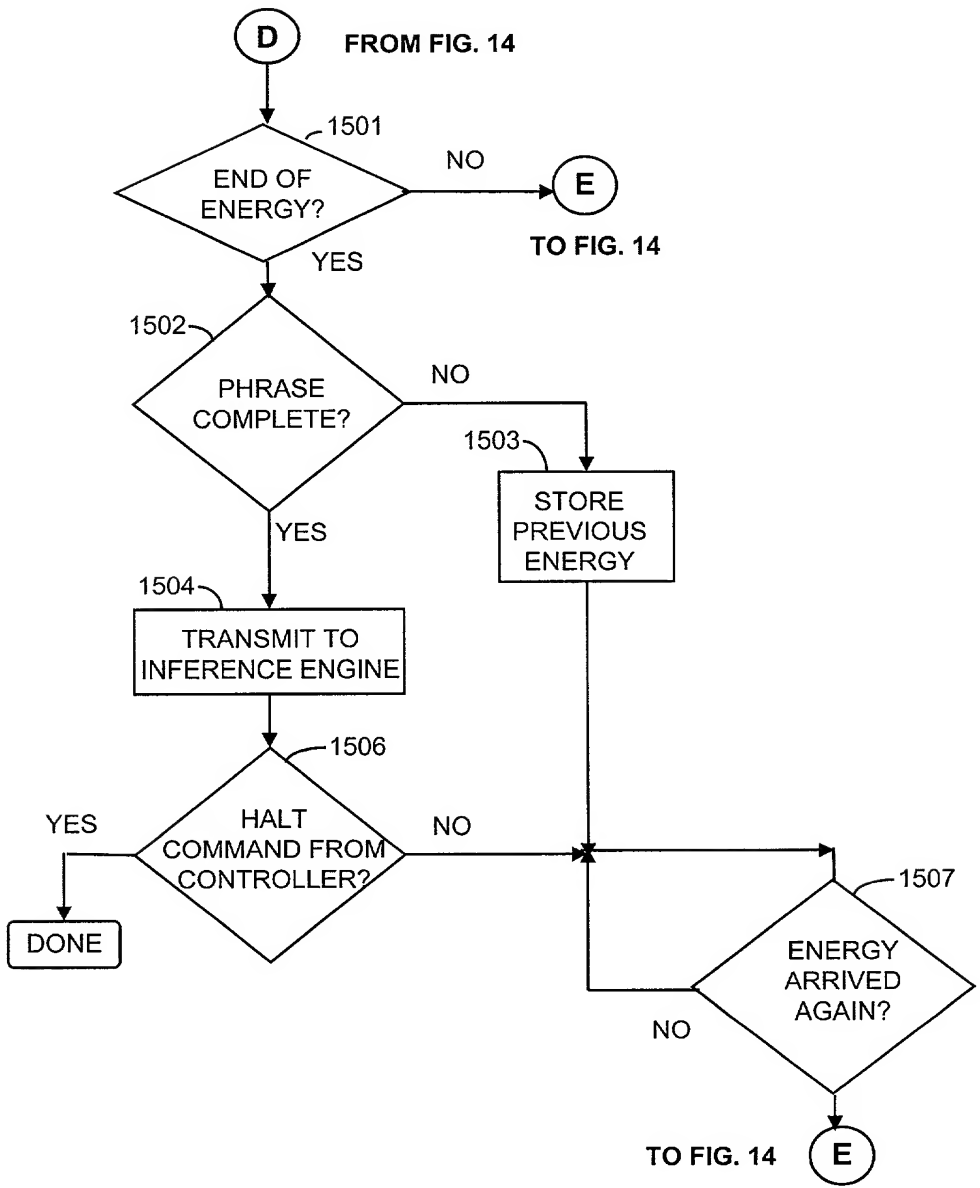 D
FROM FIG. 14
1501
END OF
ENERGY?
NO
E
TO FIG. 14
YES
1502
PHRASE
COMPLETE?
NO
1503
STORE
PREVIOUS
ENERGY
YES
1504
TRANSMIT TO
INFERENCE ENGINE
1506
HALT
COMMAND FROM
CONTROLLER?
YES
NO
DONE
1507
ENERGY
ARRIVED
AGAIN?
NO
TO FIG. 14
E